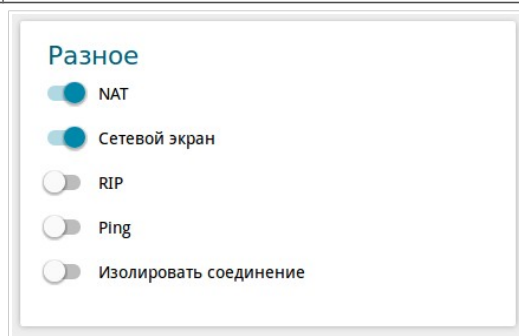 Разное
NAT
Сетевой экран
RIP
Ping
Изолировать соединение